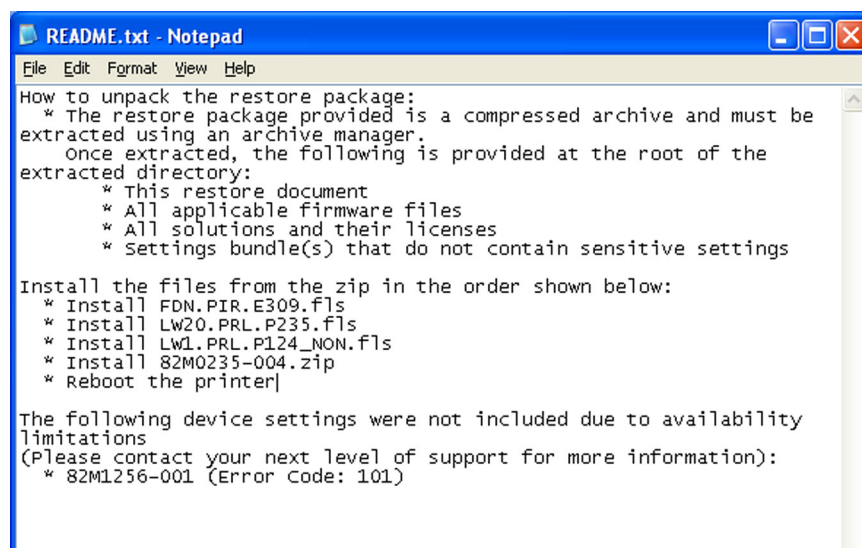 README.txt - Notepad
File Edit Format View Help
How to unpack the restore package:
* The restore package provided is a compressed archive and must be
extracted using an archive manager.
Once extracted, the following is provided at the root of the
extracted directory:
* This restore document
* All applicable firmware files
* All solutions and their licenses
* Settings bundle(s) that do not contain sensitive settings
Install the files from the zip in the order shown below:
* Install FDN.PIR.E309.fls
* Install LW20.PRL.P235.fls
* Install LW1.PRL.P124_NON.fls
* Install 82M0235-004.zip
* Reboot the printer
The following device settings were not included due to availability
limitations
(Please contact your next level of support for more information):
* 82M1256-001 (Error Code: 101)